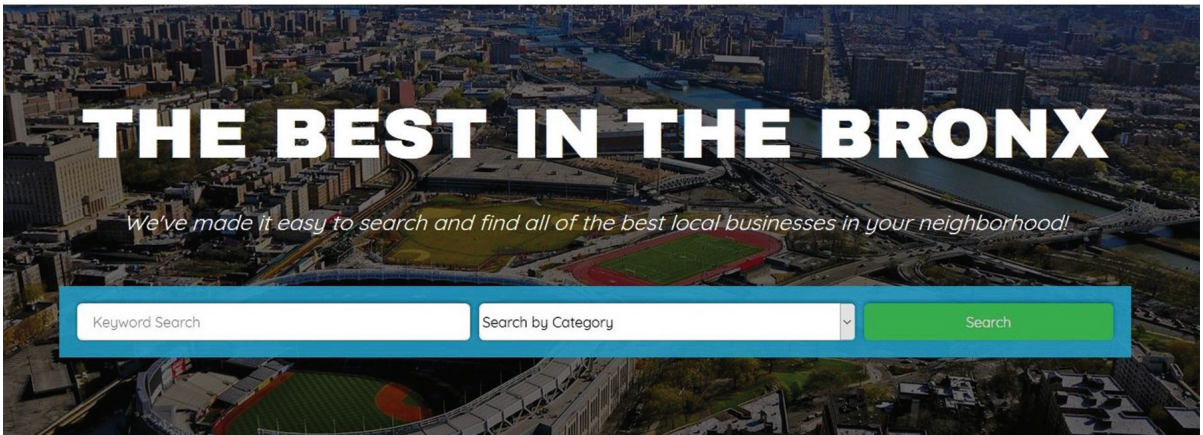 THE BEST IN THE BRONX
We've made it easy to search and find all of the best local businesses in your neighborhood!
Keyword Search
Search by Category
Search